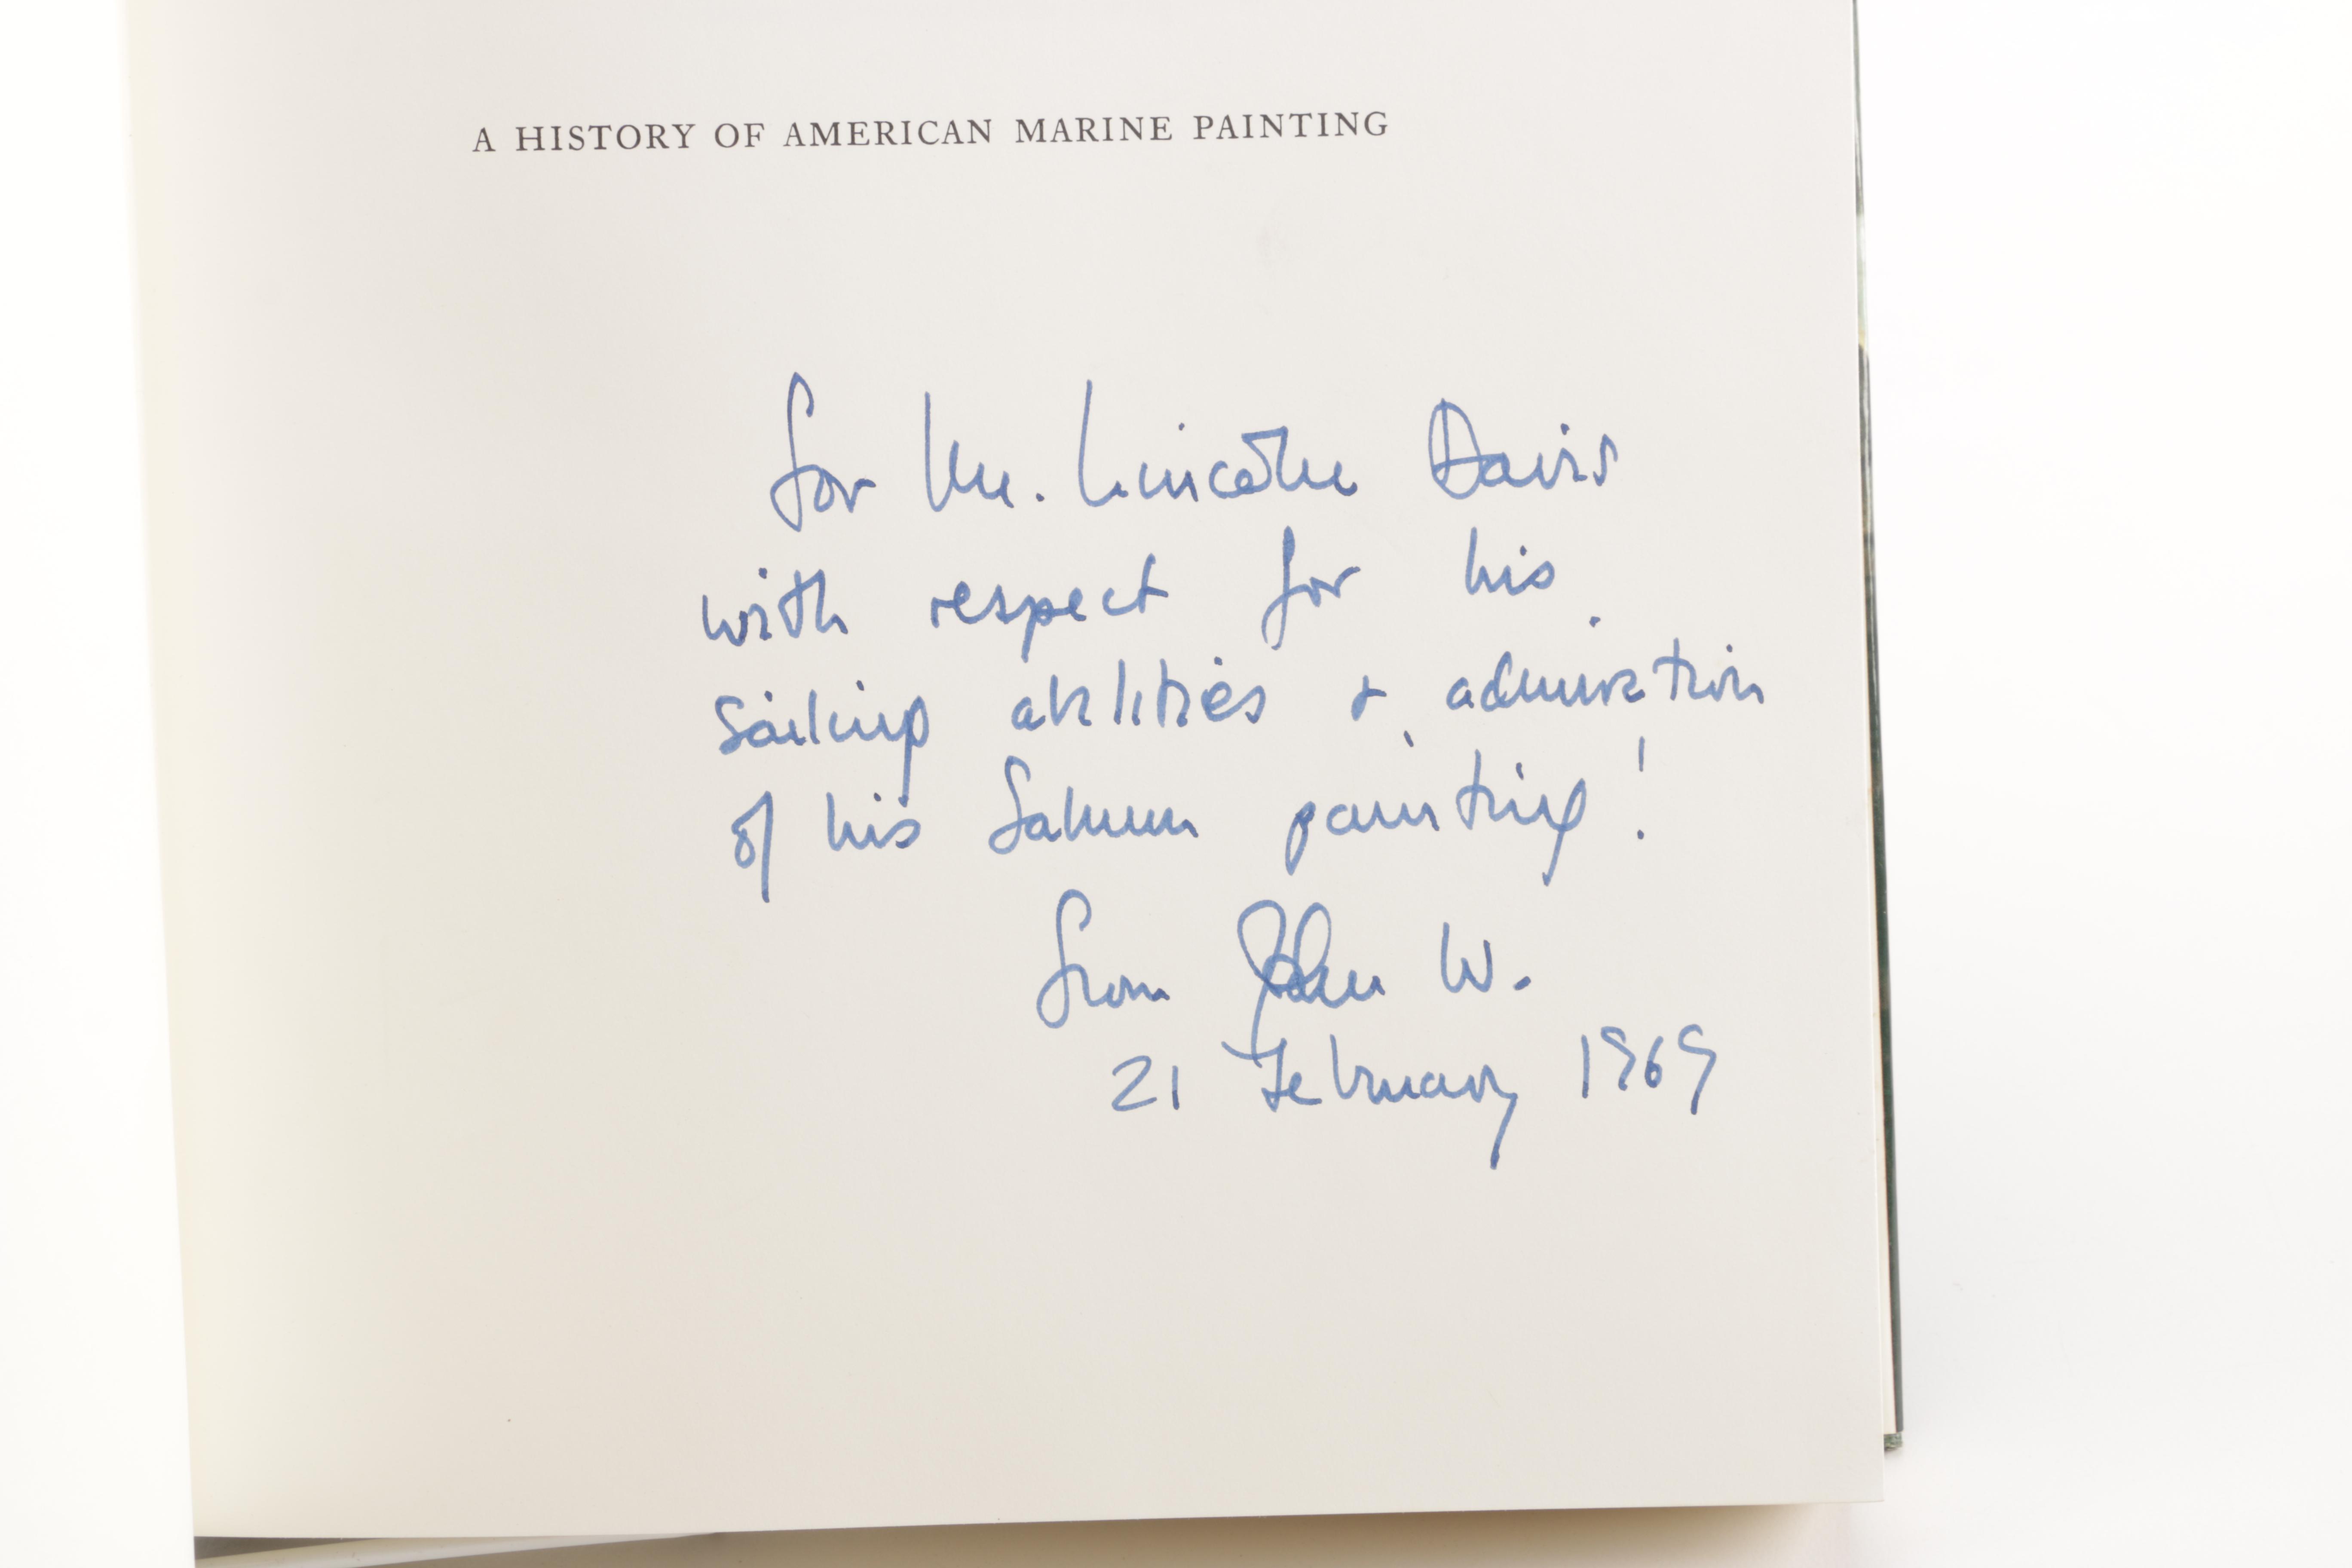 A HISTORY OF AMERICAN MARINE PAINTING
for Mr. Lincoln Davis
with respect for his
sailing abilities & admiration
of his Salmon painting!
from John W.
21 February 1969